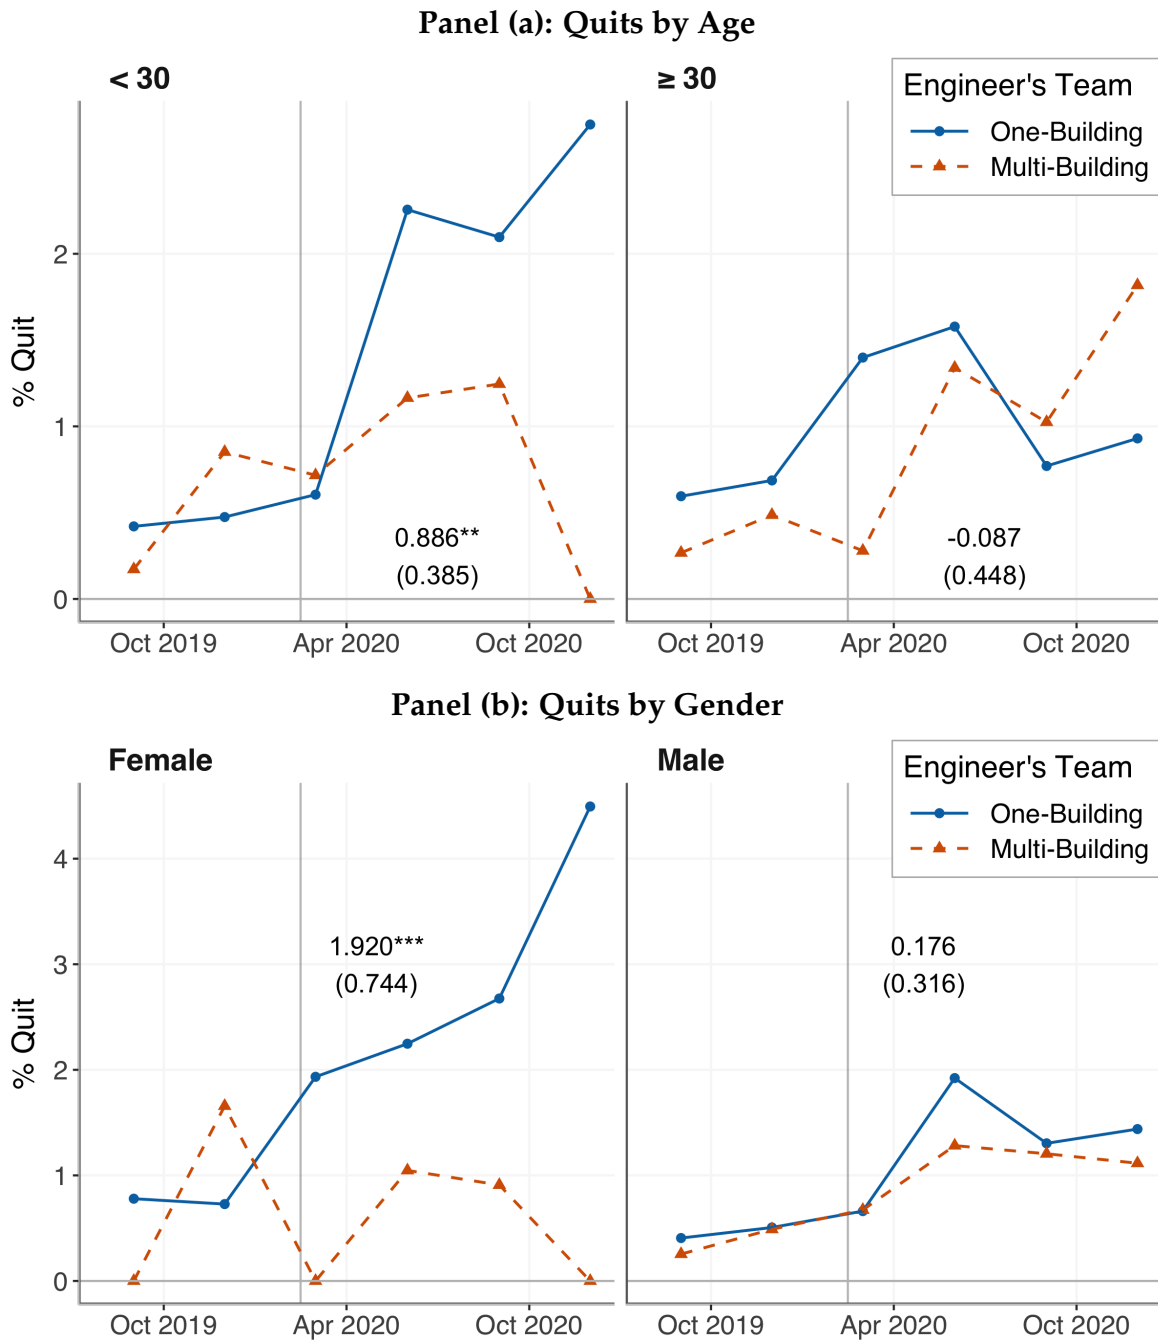 Panel (a): Quits by Age
< 30
≥ 30
Engineer's Team
One-Building
Multi-Building
% Quit
2
1
0
0.886**
(0.385)
-0.087
(0.448)
Oct 2019
Apr 2020
Oct 2020
Oct 2019
Apr 2020
Oct 2020
Panel (b): Quits by Gender
Female
Male
Engineer's Team
One-Building
Multi-Building
% Quit
4
3
2
1
0
1.920***
(0.744)
0.176
(0.316)
Oct 2019
Apr 2020
Oct 2020
Oct 2019
Apr 2020
Oct 2020